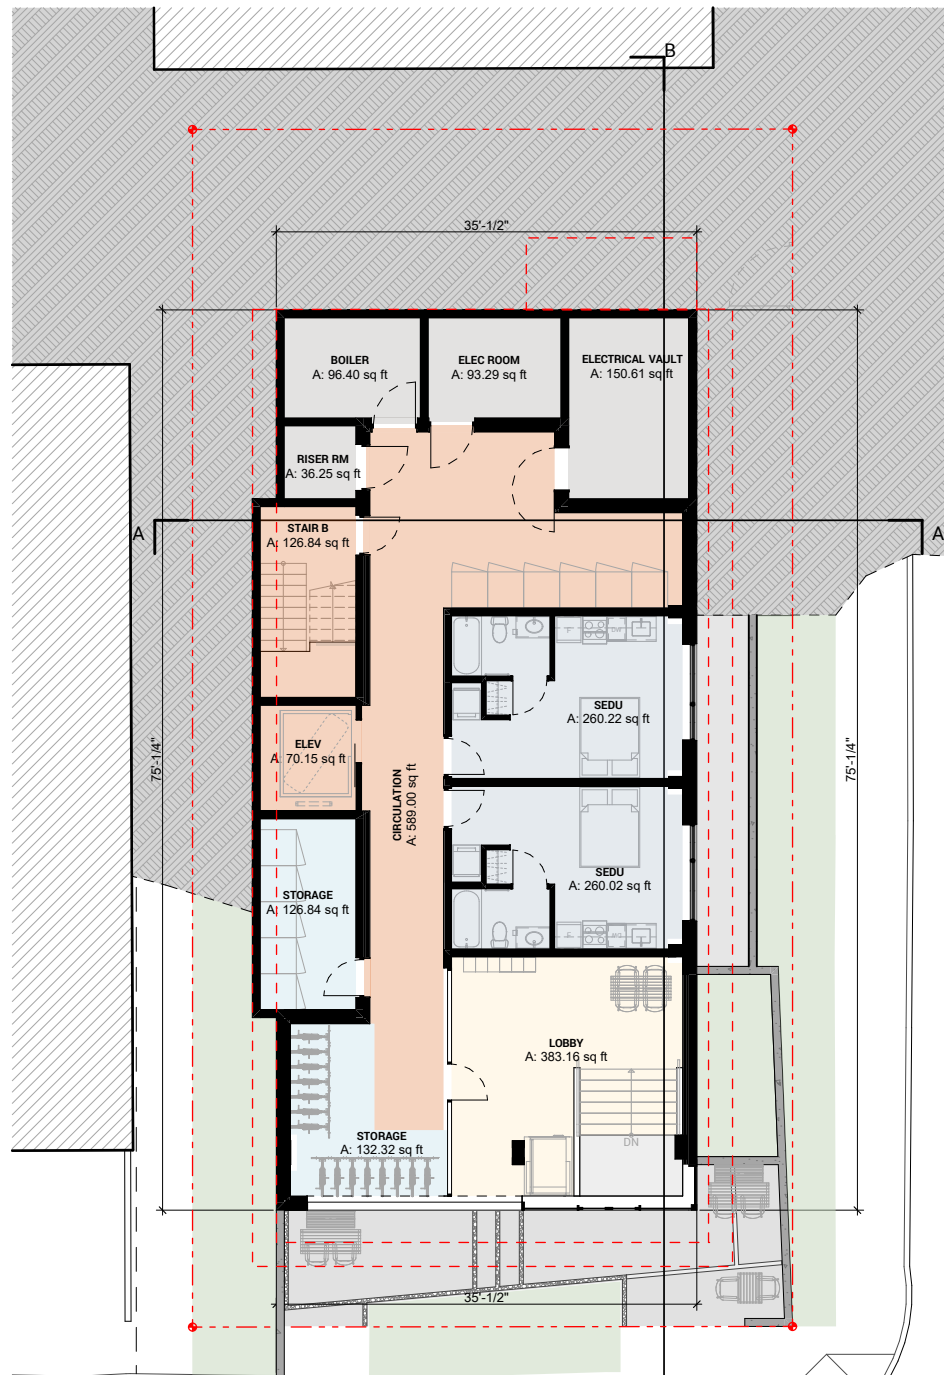 B
35'-1/2"
BOILER
A: 96.40 sq ft
ELEC ROOM
A: 93.29 sq ft
ELECTRICAL VAULT
A: 150.61 sq ft
RISER RM
A: 36.25 sq ft
A
STAIR B
A: 126.84 sq ft
A
F
DW
SEDU
A: 260.22 sq ft
75'-1/4"
ELEV
A: 70.15 sq ft
CIRCULATION
A: 589.00 sq ft
75'-1/4"
SEDU
A: 260.02 sq ft
STORAGE
A: 126.84 sq ft
LOBBY
A: 383.16 sq ft
STORAGE
A: 132.32 sq ft
DN
35'-1/2"